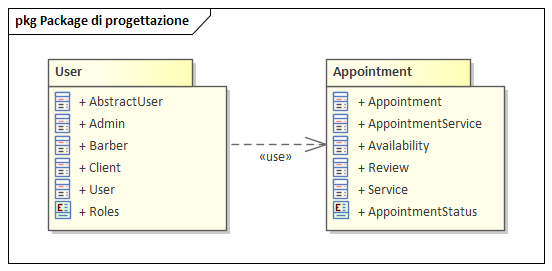 pkg Package di progettazione
User
+ AbstractUser
+ Admin
+ Barber
+ Client
+ User
+ Roles
«use»
Appointment
+ Appointment
+ AppointmentService
+ Availability
+ Review
+ Service
+ AppointmentStatus